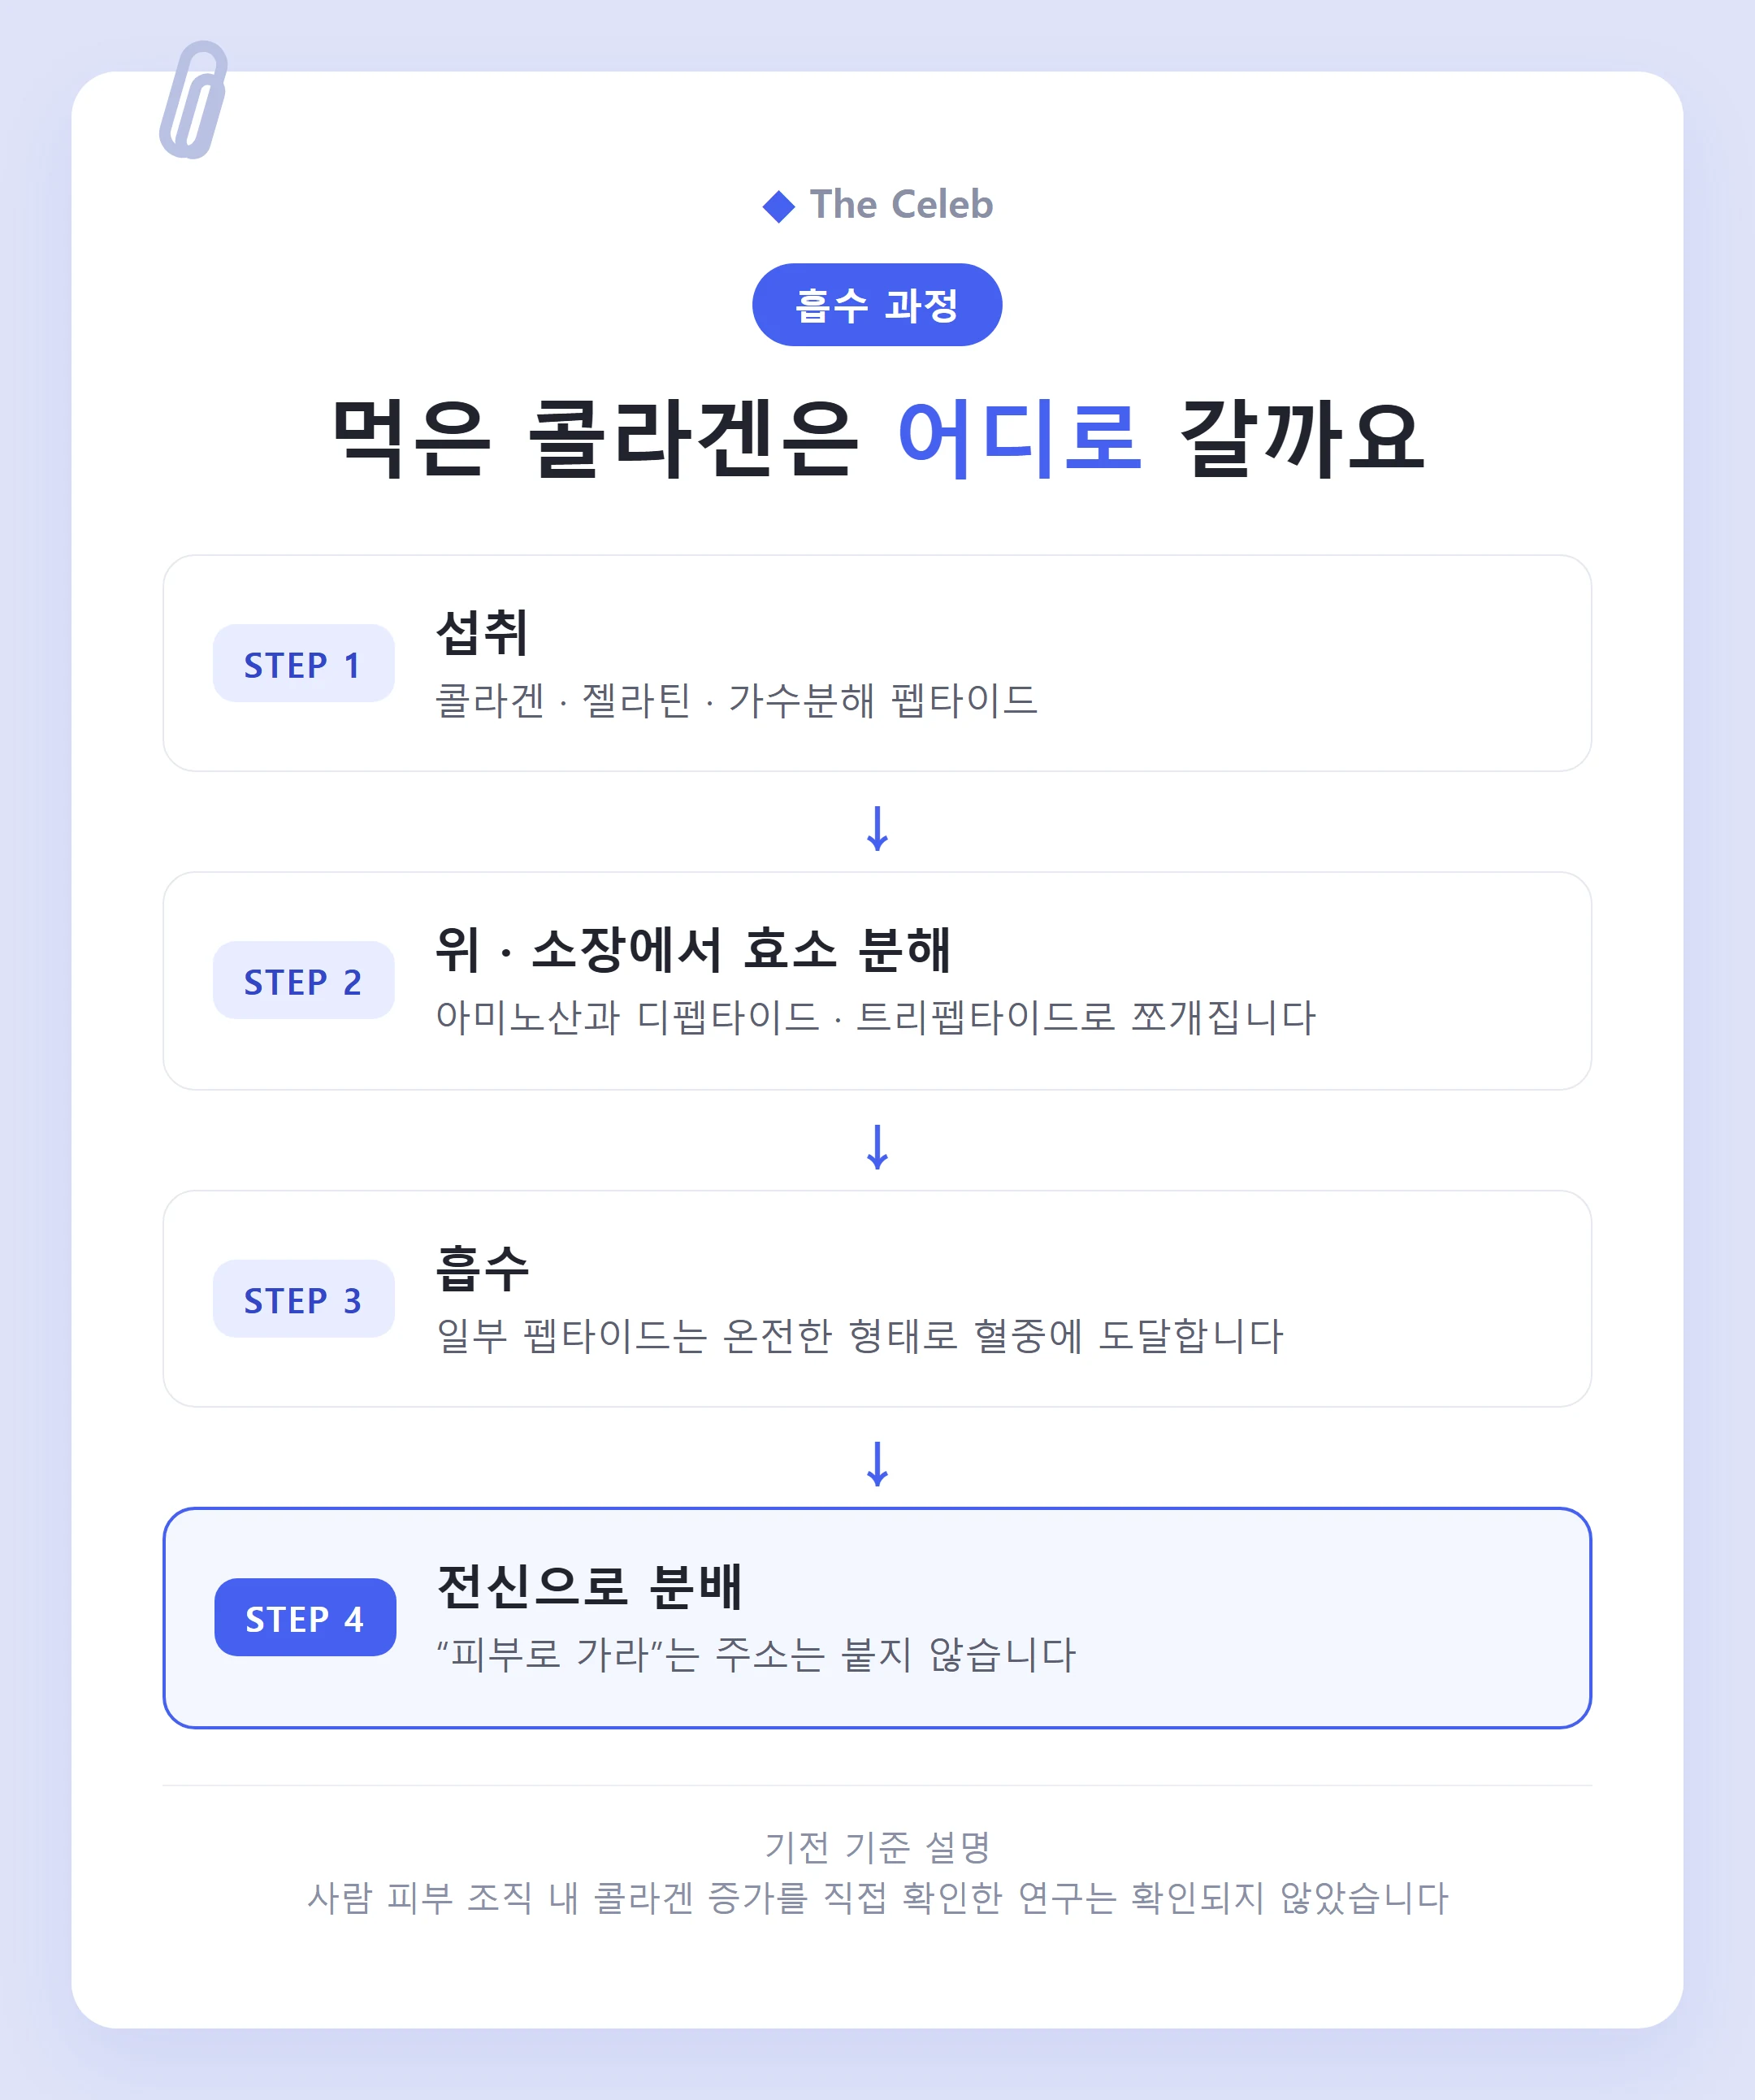 ◆ The Celeb
흡수 과정
먹은 콜라겐은 어디로 갈까요
STEP 1
섭취
콜라겐 · 젤라틴 · 가수분해 펩타이드
↓
STEP 2
위 · 소장에서 효소 분해
아미노산과 디펩타이드 · 트리펩타이드로 쪼개집니다
↓
STEP 3
흡수
일부 펩타이드는 온전한 형태로 혈중에 도달합니다
↓
STEP 4
전신으로 분배
“피부로 가라”는 주소는 붙지 않습니다
기전 기준 설명
사람 피부 조직 내 콜라겐 증가를 직접 확인한 연구는 확인되지 않았습니다